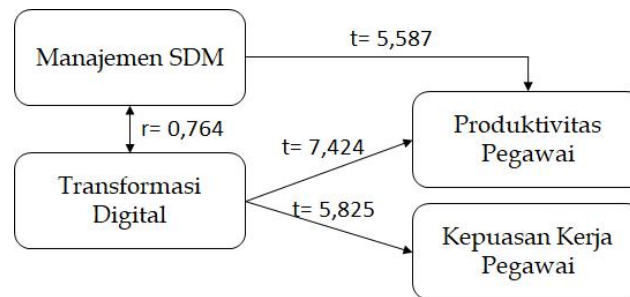 Manajemen SDM
t= 5,587
r= 0,764
Produktivitas
Pegawai
t= 7,424
Transformasi
Digital
t= 5,825
Kepuasan Kerja
Pegawai